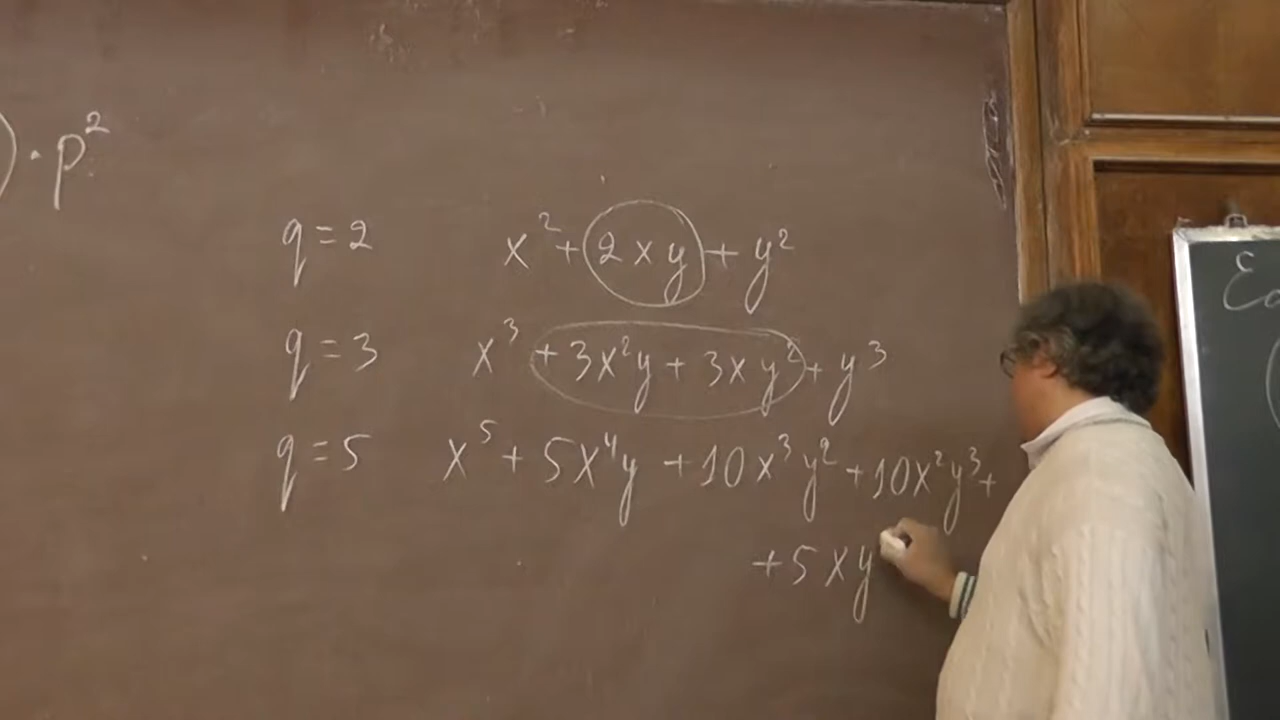 ) · p²
q = 2 x² + 2xy + y²
q = 3 x³ + 3x²y + 3xy² + y³
q = 5 x⁵ + 5x⁴y + 10x³y² + 10x²y³ +
+ 5xy